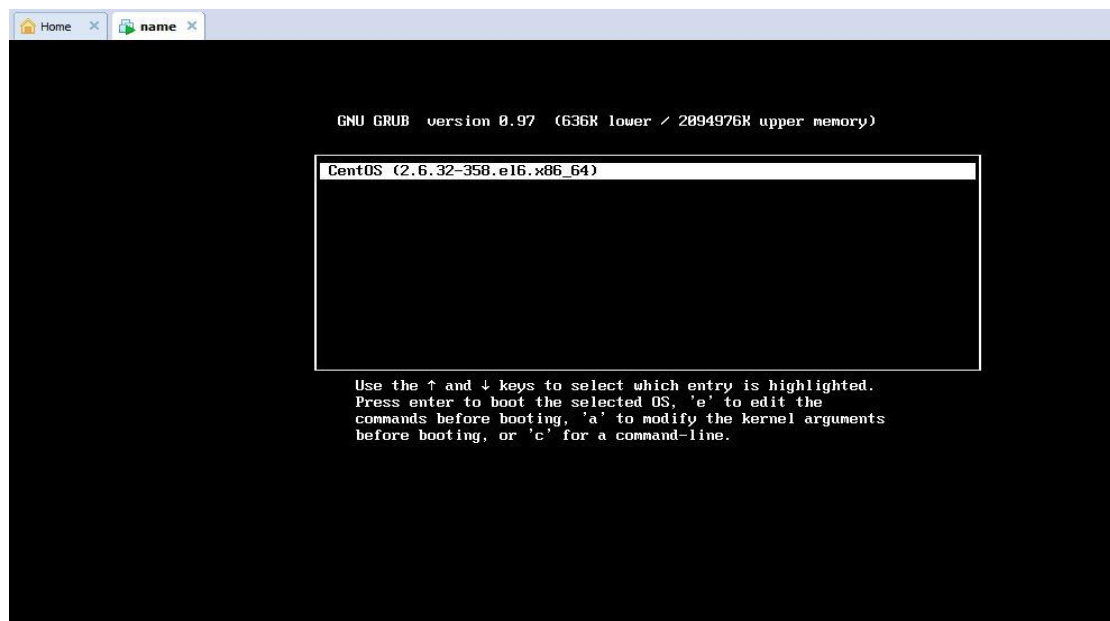 Home name
GNU GRUB version 0.97 (636K lower / 2094976K upper memory)
CentOS (2.6.32-358.el6.x86_64)
Use the ↑ and ↓ keys to select which entry is highlighted.
Press enter to boot the selected OS, 'e' to edit the
commands before booting, 'a' to modify the kernel arguments
before booting, or 'c' for a command-line.